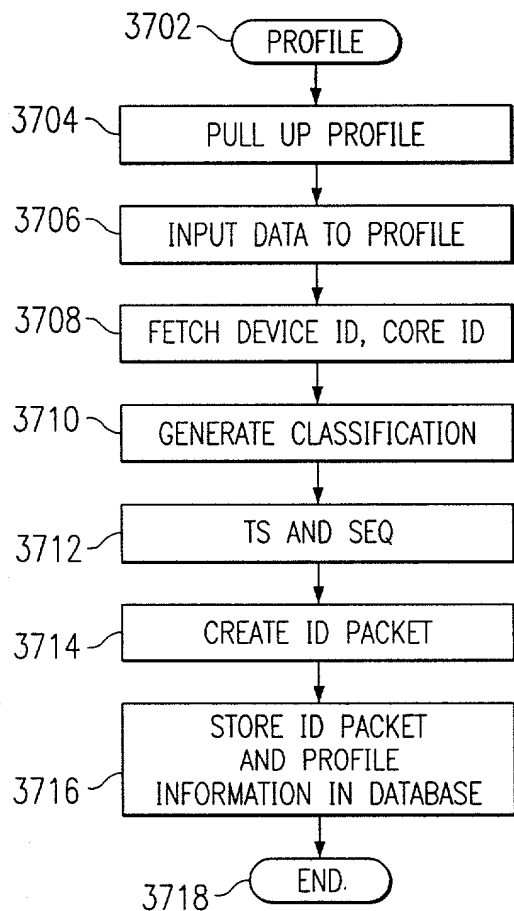 3702
PROFILE
3704
PULL UP PROFILE
3706
INPUT DATA TO PROFILE
3708
FETCH DEVICE ID, CORE ID
3710
GENERATE CLASSIFICATION
3712
TS AND SEQ
3714
CREATE ID PACKET
3716
STORE ID PACKET
AND PROFILE
INFORMATION IN DATABASE
3718
END.